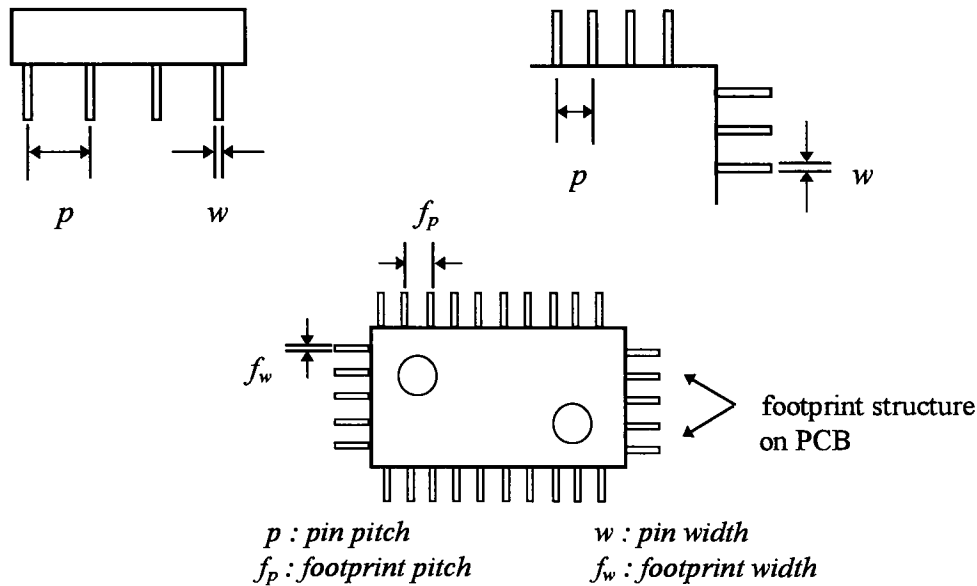 p
w
p
w
f_p
f_w
footprint structure
on PCB
p : pin pitch
w : pin width
f_p : footprint pitch
f_w : footprint width